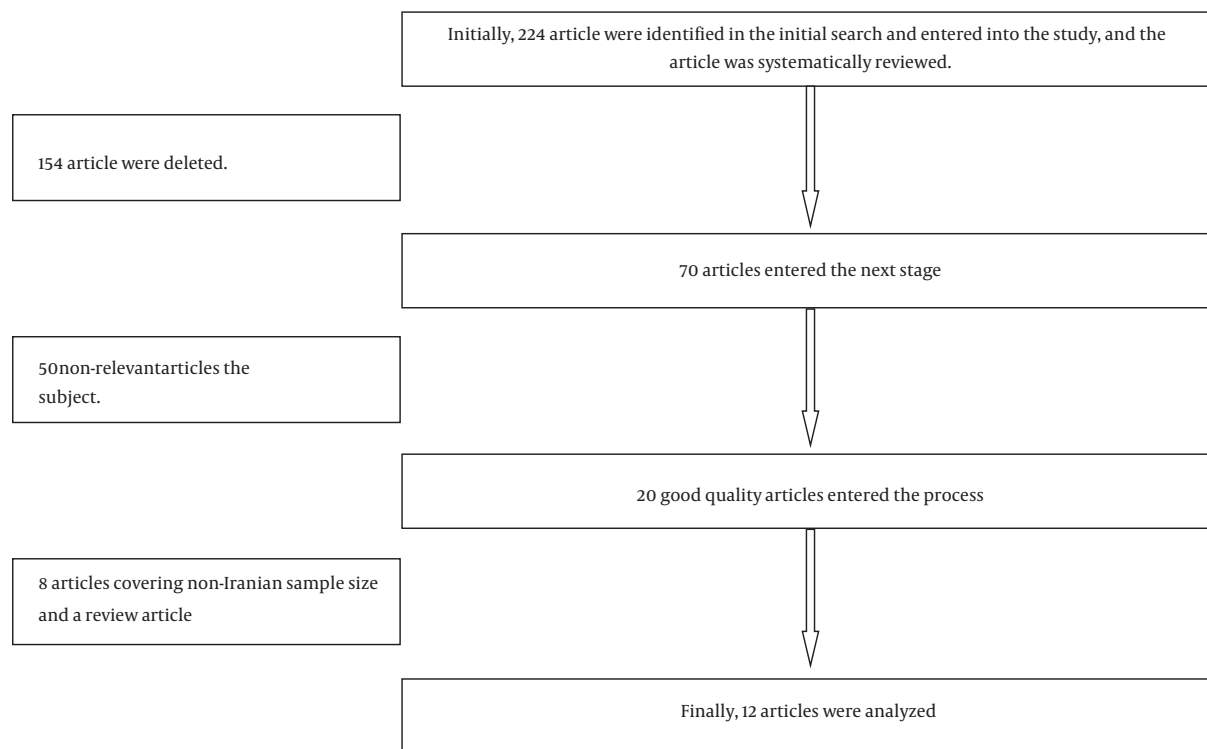 Initially, 224 article were identified in the initial search and entered into the study, and the
article was systematically reviewed.
154 article were deleted.
70 articles entered the next stage
50non-relevantarticles the
subject.
20 good quality articles entered the process
8 articles covering non-Iranian sample size
and a review article
Finally, 12 articles were analyzed